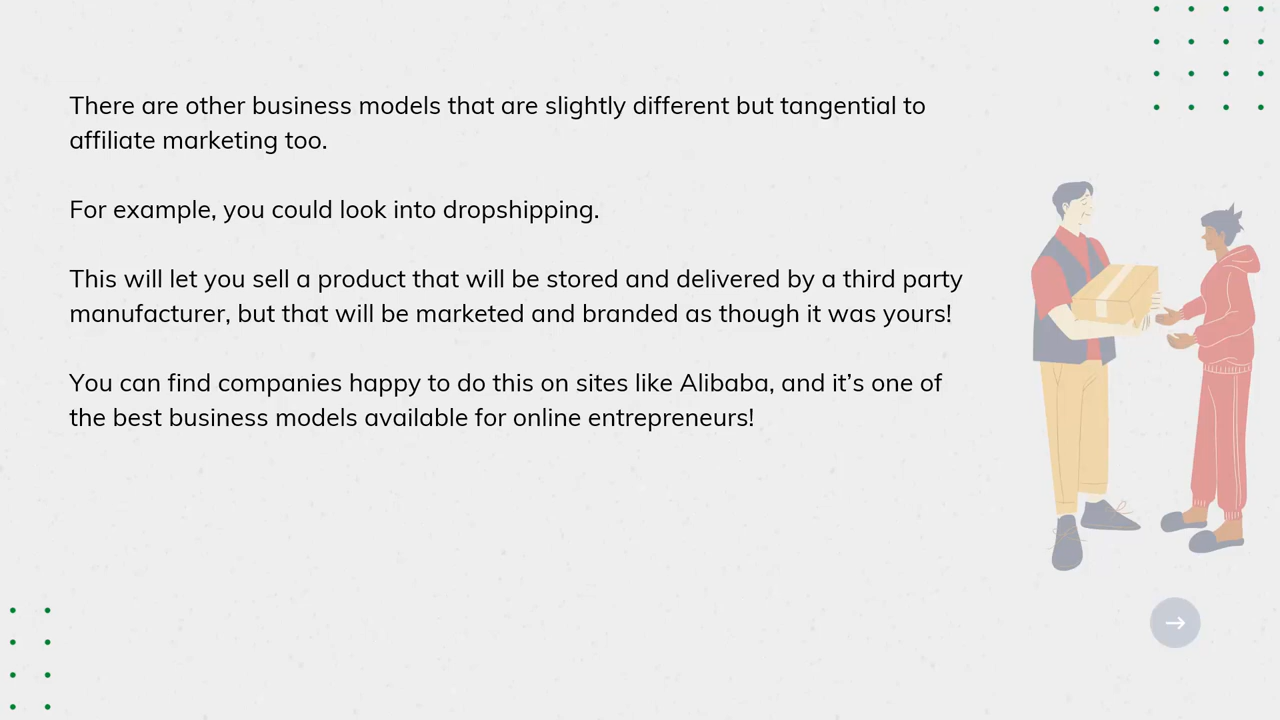 There are other business models that are slightly different but tangential to
affiliate marketing too.
For example, you could look into dropshipping.
This will let you sell a product that will be stored and delivered by a third party
manufacturer, but that will be marketed and branded as though it was yours!
You can find companies happy to do this on sites like Alibaba, and it’s one of
the best business models available for online entrepreneurs!